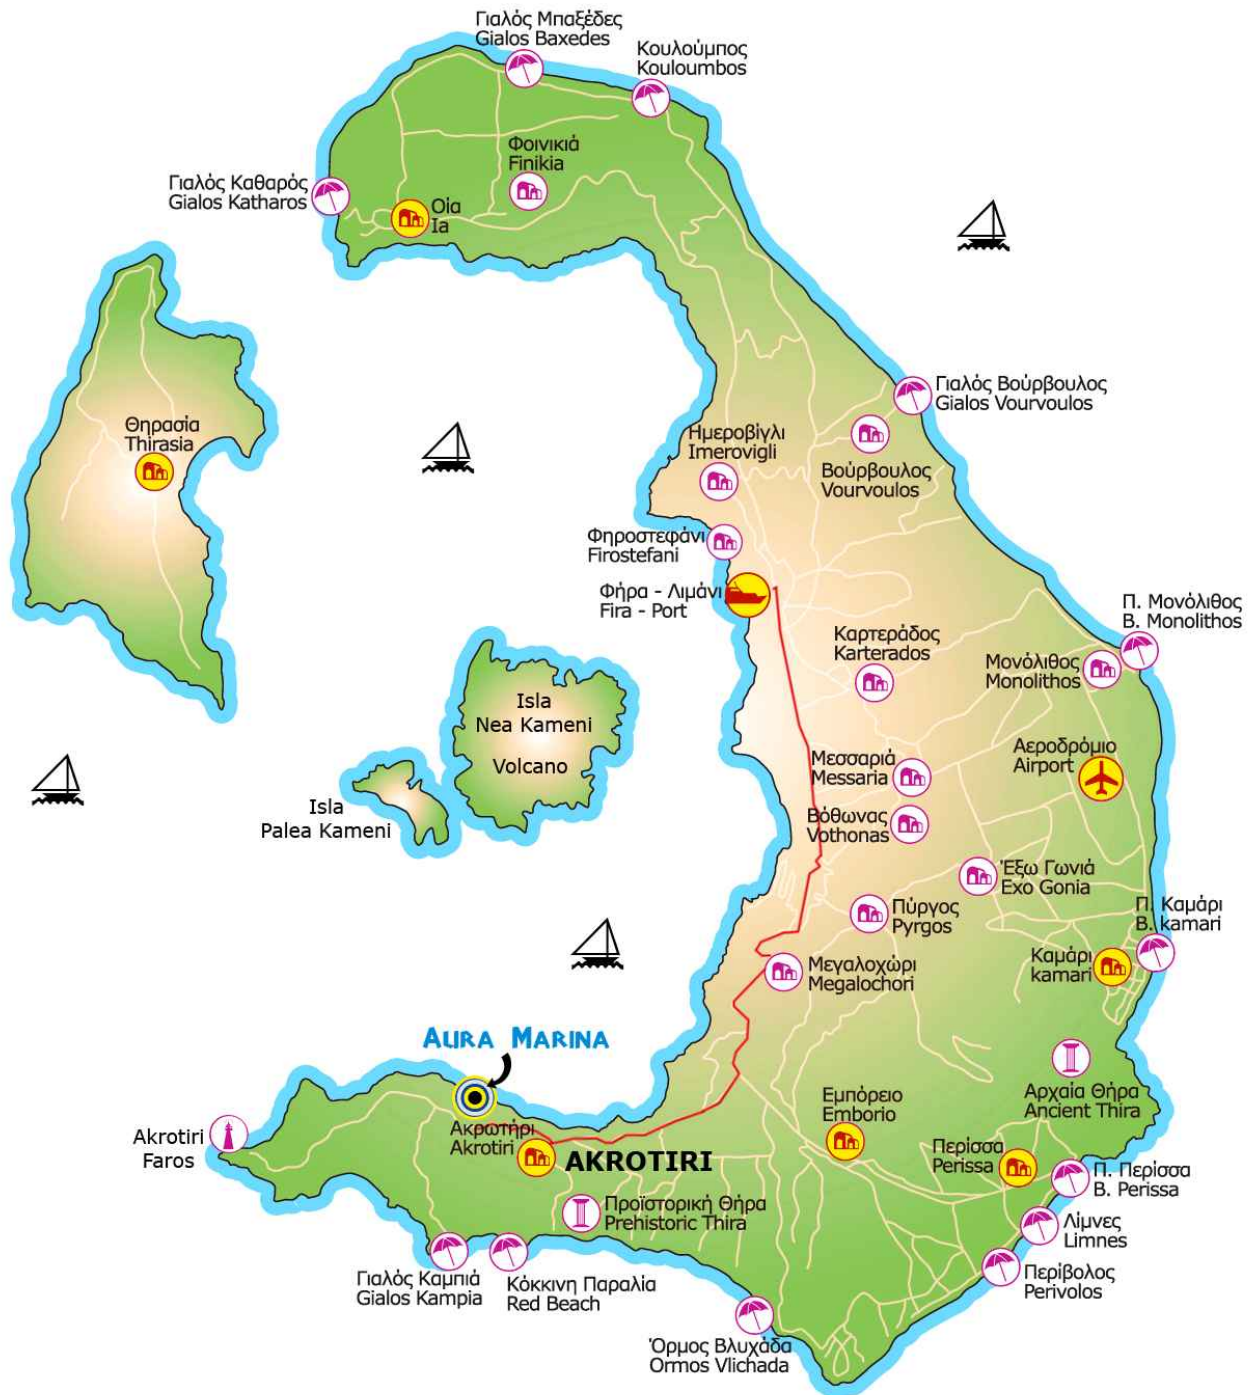 Γιαλός Μπαξέδες
Gialos Baxedes
Κουλούμπος
Kouloumbos
Φοινικιά
Finikia
Γιαλός Καθαρός
Gialos Katharos
Οία
Ia
Θηρασία
Thirasia
Γιαλός Βούρβουλος
Gialos Vourvoulos
Ημεροβίγλι
Imerovigli
Βούρβουλος
Vourvoulos
Φηροστεφάνι
Firostefani
Φήρα - Λιμάνι
Fira - Port
Π. Μονόλιθος
B. Monolithos
Καρτεράδος
Karterados
Μονόλιθος
Monolithos
Isla
Nea Kameni
Volcano
Μεσσαριά
Messaria
Αεροδρόμιο
Airport
Isla
Palea Kameni
Βόθωνας
Vothonas
Έξω Γωνιά
Exo Gonia
Πύργος
Pyrgos
Π. Καμάρι
B. kamari
Καμάρι
kamari
Μεγαλοχώρι
Megalochori
AURA MARINA
Αρχαία Θήρα
Ancient Thira
Εμπόρειο
Emborio
Akrotiri
Faros
Ακρωτήρι
Akrotiri
AKROTIRI
Περίσσα
Perissa
Π. Περίσσα
B. Perissa
Προϊστορική Θήρα
Prehistoric Thira
Λίμνες
Limnes
Γιαλός Καμπιά
Gialos Kampia
Κόκκινη Παραλία
Red Beach
Περίβολος
Perivolos
Όρμος Βλυχάδα
Ormos Vlichada